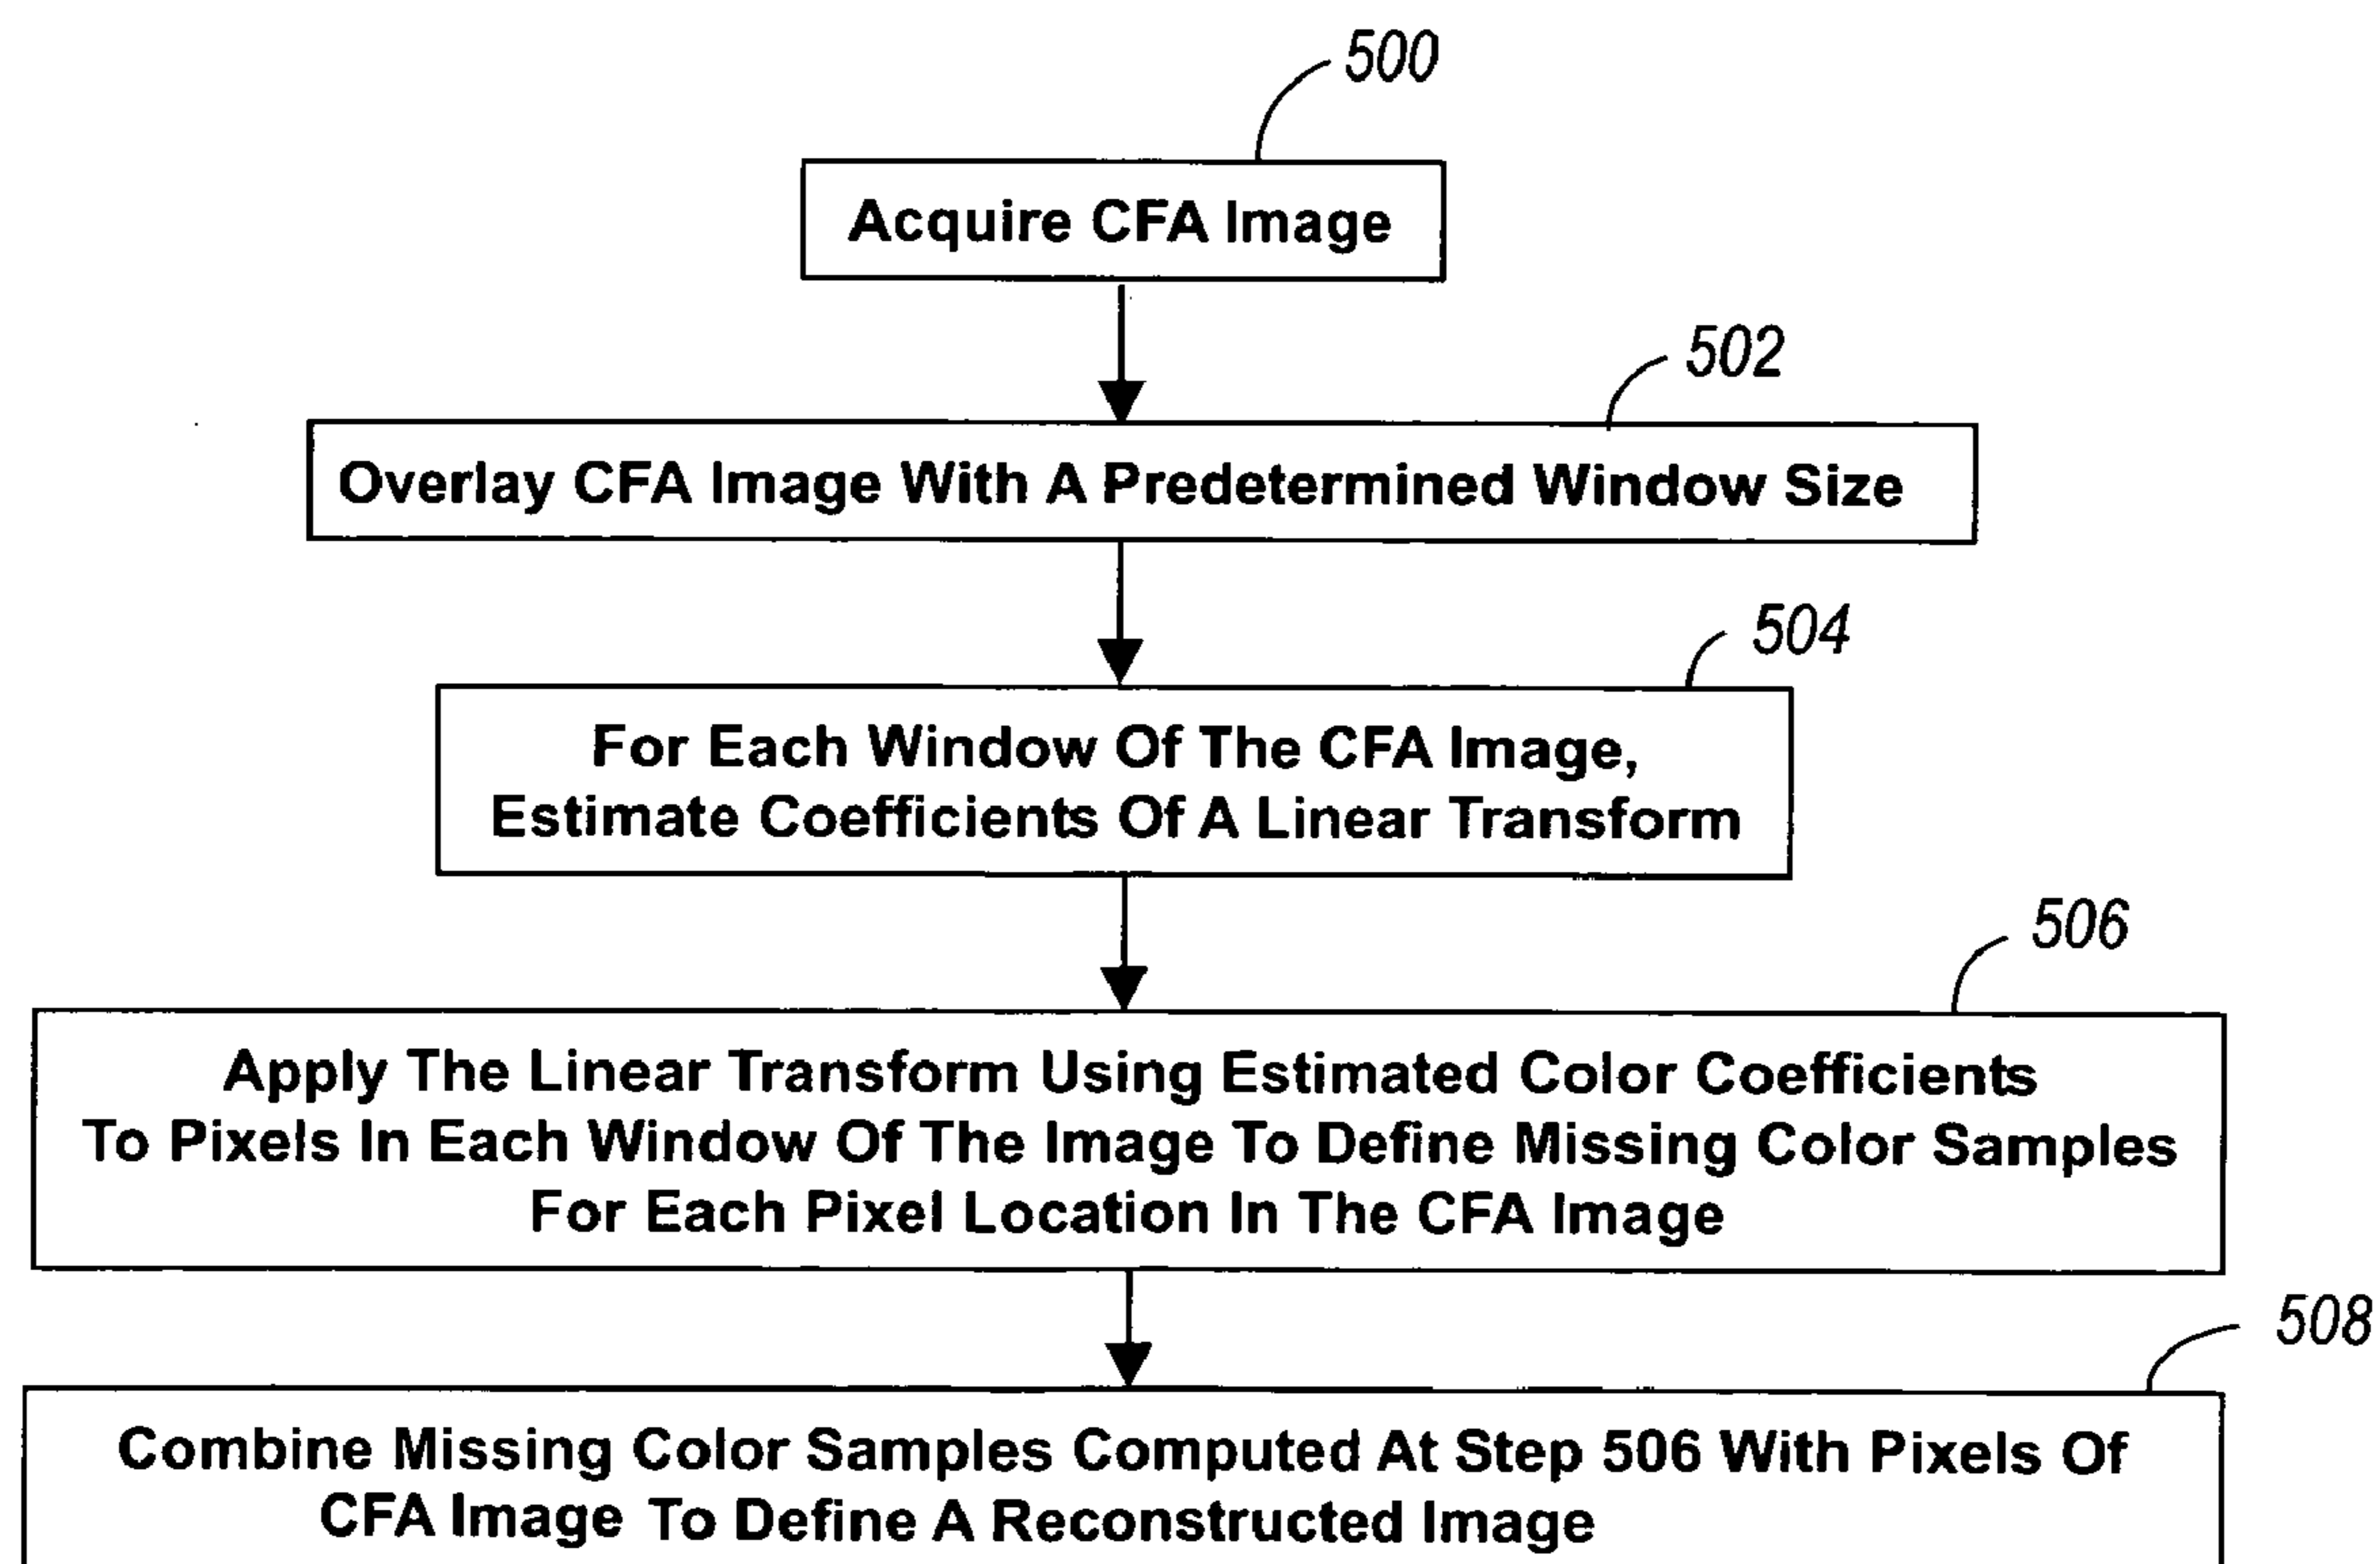 500
Acquire CFA Image
502
Overlay CFA Image With A Predetermined Window Size
504
For Each Window Of The CFA Image,
Estimate Coefficients Of A Linear Transform
506
Apply The Linear Transform Using Estimated Color Coefficients
To Pixels In Each Window Of The Image To Define Missing Color Samples
For Each Pixel Location In The CFA Image
508
Combine Missing Color Samples Computed At Step 506 With Pixels Of
CFA Image To Define A Reconstructed Image